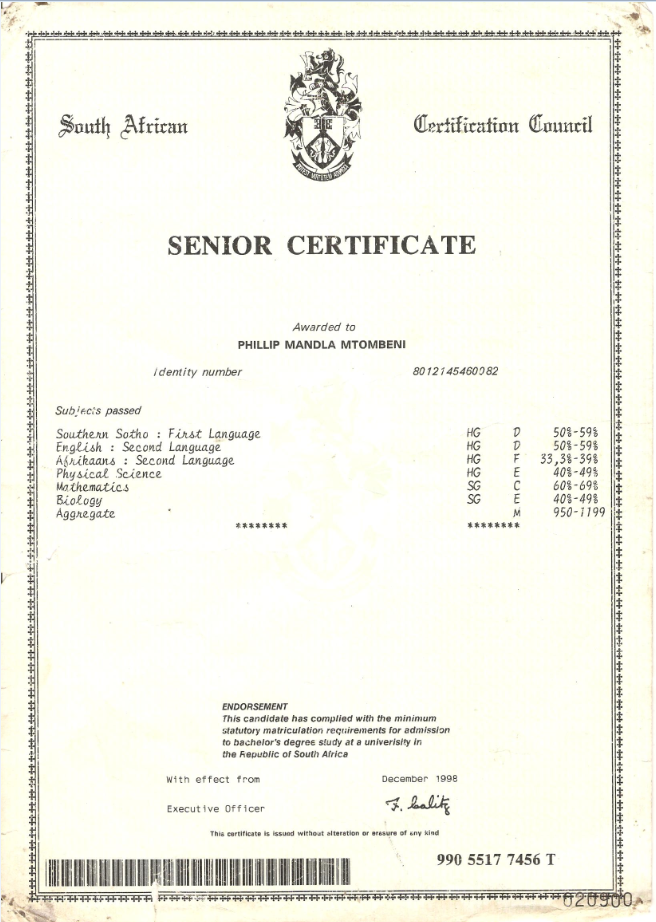 South African Certification Council
SENIOR CERTIFICATE
Awarded to
PHILLIP MANDLA MTOMBENI
Identity number 8012145460082
Subjects passed
Southern Sotho : First Language HG D 50%-59%
English : Second Language HG D 50%-59%
Afrikaans : Second Language HG F 33,3%-39%
Physical Science HG E 40%-49%
Mathematics SG C 60%-69%
Biology SG E 40%-49%
Aggregate M 950-1199
******** ********
ENDORSEMENT
This candidate has complied with the minimum
statutory matriculation requirements for admission
to bachelor's degree study at a univerisity in
the Republic of South Africa
With effect from December 1998
Executive Officer
This certificate is issued without alteration or erasure of any kind
990 5517 7456 T
020900